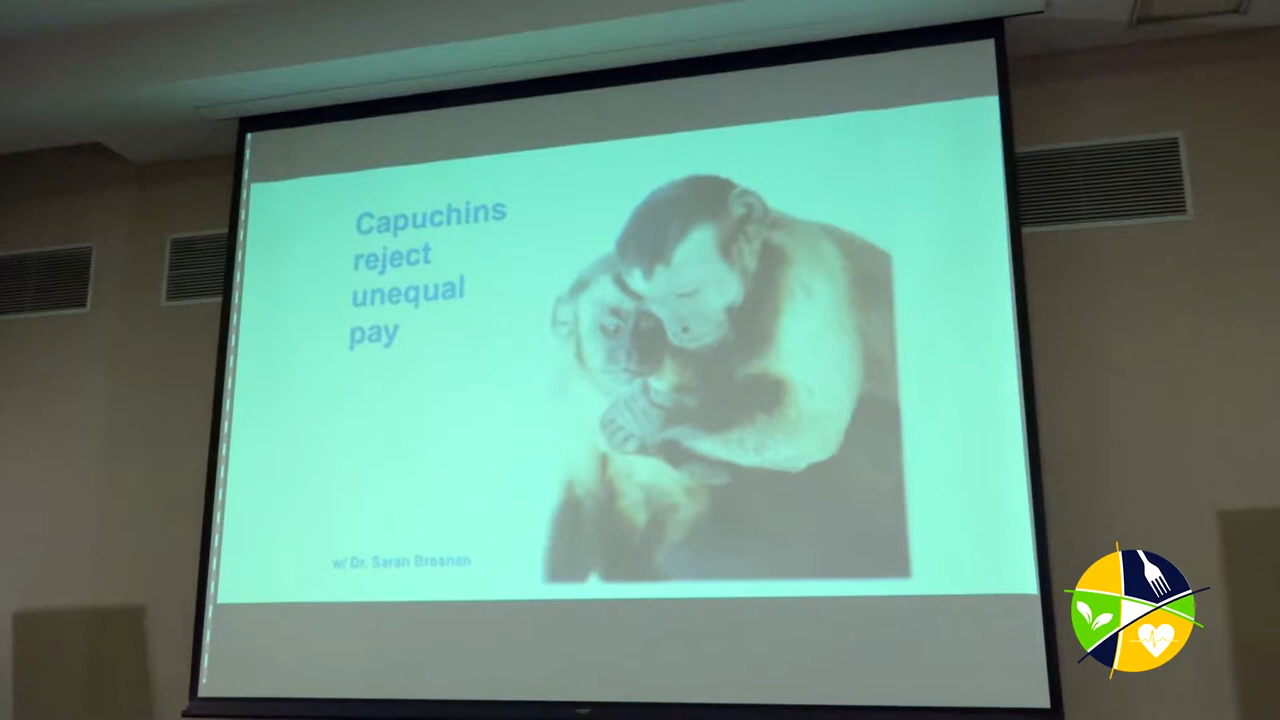 Capuchins
reject
unequal
pay
w/ Dr. Sarah Brosnan